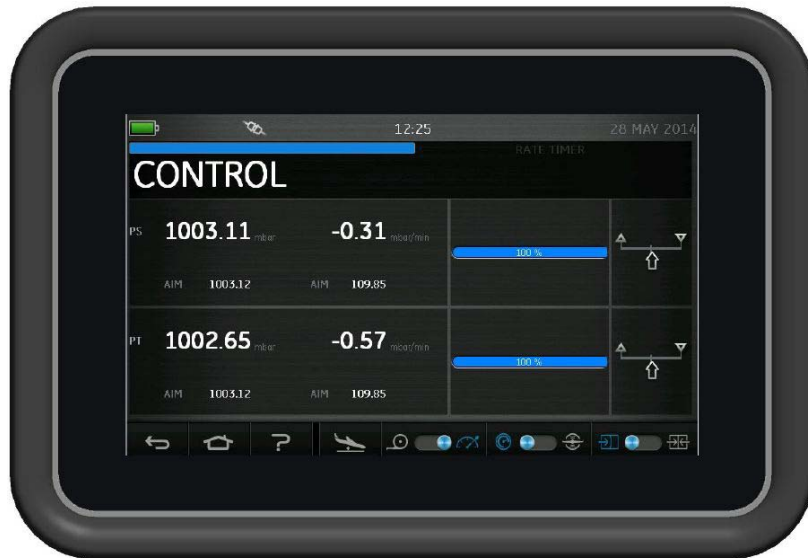 12:25 28 MAY 2014
RATE TIMER
CONTROL
PS 1003.11 mbar -0.31 mbar/min
100 %
AIM 1003.12 AIM 109.85
PT 1002.65 mbar -0.57 mbar/min
100 %
AIM 1003.12 AIM 109.85
?